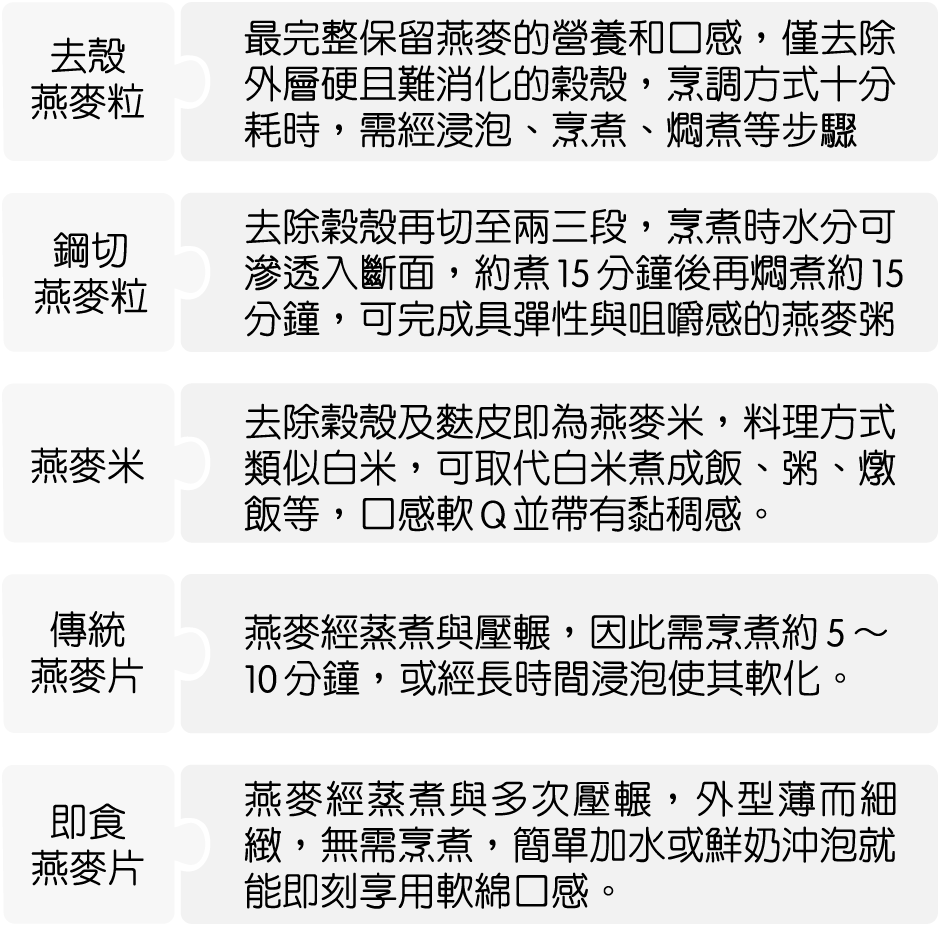 去殼
燕麥粒
最完整保留燕麥的營養和口感，僅去除
外層硬且難消化的穀殼，烹調方式十分
耗時，需經浸泡、烹煮、燜煮等步驟
鋼切
燕麥粒
去除穀殼再切至兩三段，烹煮時水分可
滲透入斷面，約煮15分鐘後再燜煮約15
分鐘，可完成具彈性與咀嚼感的燕麥粥
燕麥米
去除穀殼及麩皮即為燕麥米，料理方式
類似白米，可取代白米煮成飯、粥、燉
飯等，口感軟Q並帶有黏稠感。
傳統
燕麥片
燕麥經蒸煮與壓輾，因此需烹煮約5～
10分鐘，或經長時間浸泡使其軟化。
即食
燕麥片
燕麥經蒸煮與多次壓輾，外型薄而細
緻，無需烹煮，簡單加水或鮮奶沖泡就
能即刻享用軟綿口感。